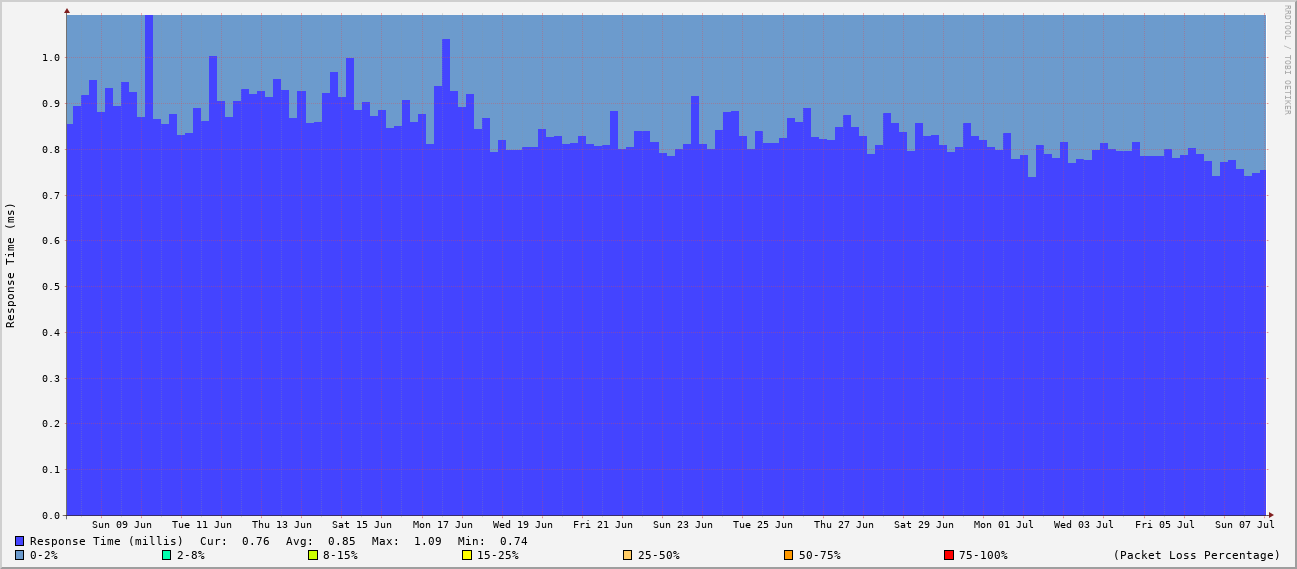 RRDTOOL / TOBI OETIKER
Response Time (ms)
1.0
0.9
0.8
0.7
0.6
0.5
0.4
0.3
0.2
0.1
0.0
Sun 09 Jun Tue 11 Jun Thu 13 Jun Sat 15 Jun Mon 17 Jun Wed 19 Jun Fri 21 Jun Sun 23 Jun Tue 25 Jun Thu 27 Jun Sat 29 Jun Mon 01 Jul Wed 03 Jul Fri 05 Jul Sun 07 Jul
Response Time (millis) Cur: 0.76 Avg: 0.85 Max: 1.09 Min: 0.74
0-2% 2-8% 8-15% 15-25% 25-50% 50-75% 75-100% (Packet Loss Percentage)